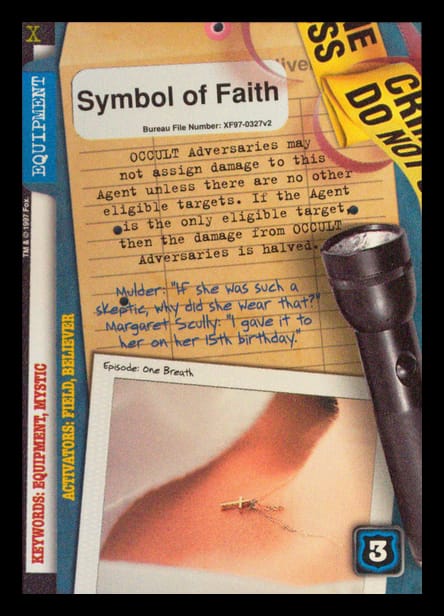 X
EQUIPMENT
TM & © 1997 Fox.
KEYWORDS: EQUIPMENT, MYSTIC
ACTIVATORS: FIELD, BELIEVER
Symbol of Faith
Bureau File Number: XF97-0327v2
OCCULT Adversaries may
not assign damage to this
Agent unless there are no other
eligible targets. If the Agent
is the only eligible target,
then the damage from OCCULT
Adversaries is halved.
Mulder: "If she was such a
skeptic, why did she wear that?"
Margaret Scully: "I gave it to
her on her 15th birthday."
Episode: One Breath
3
DO NOT